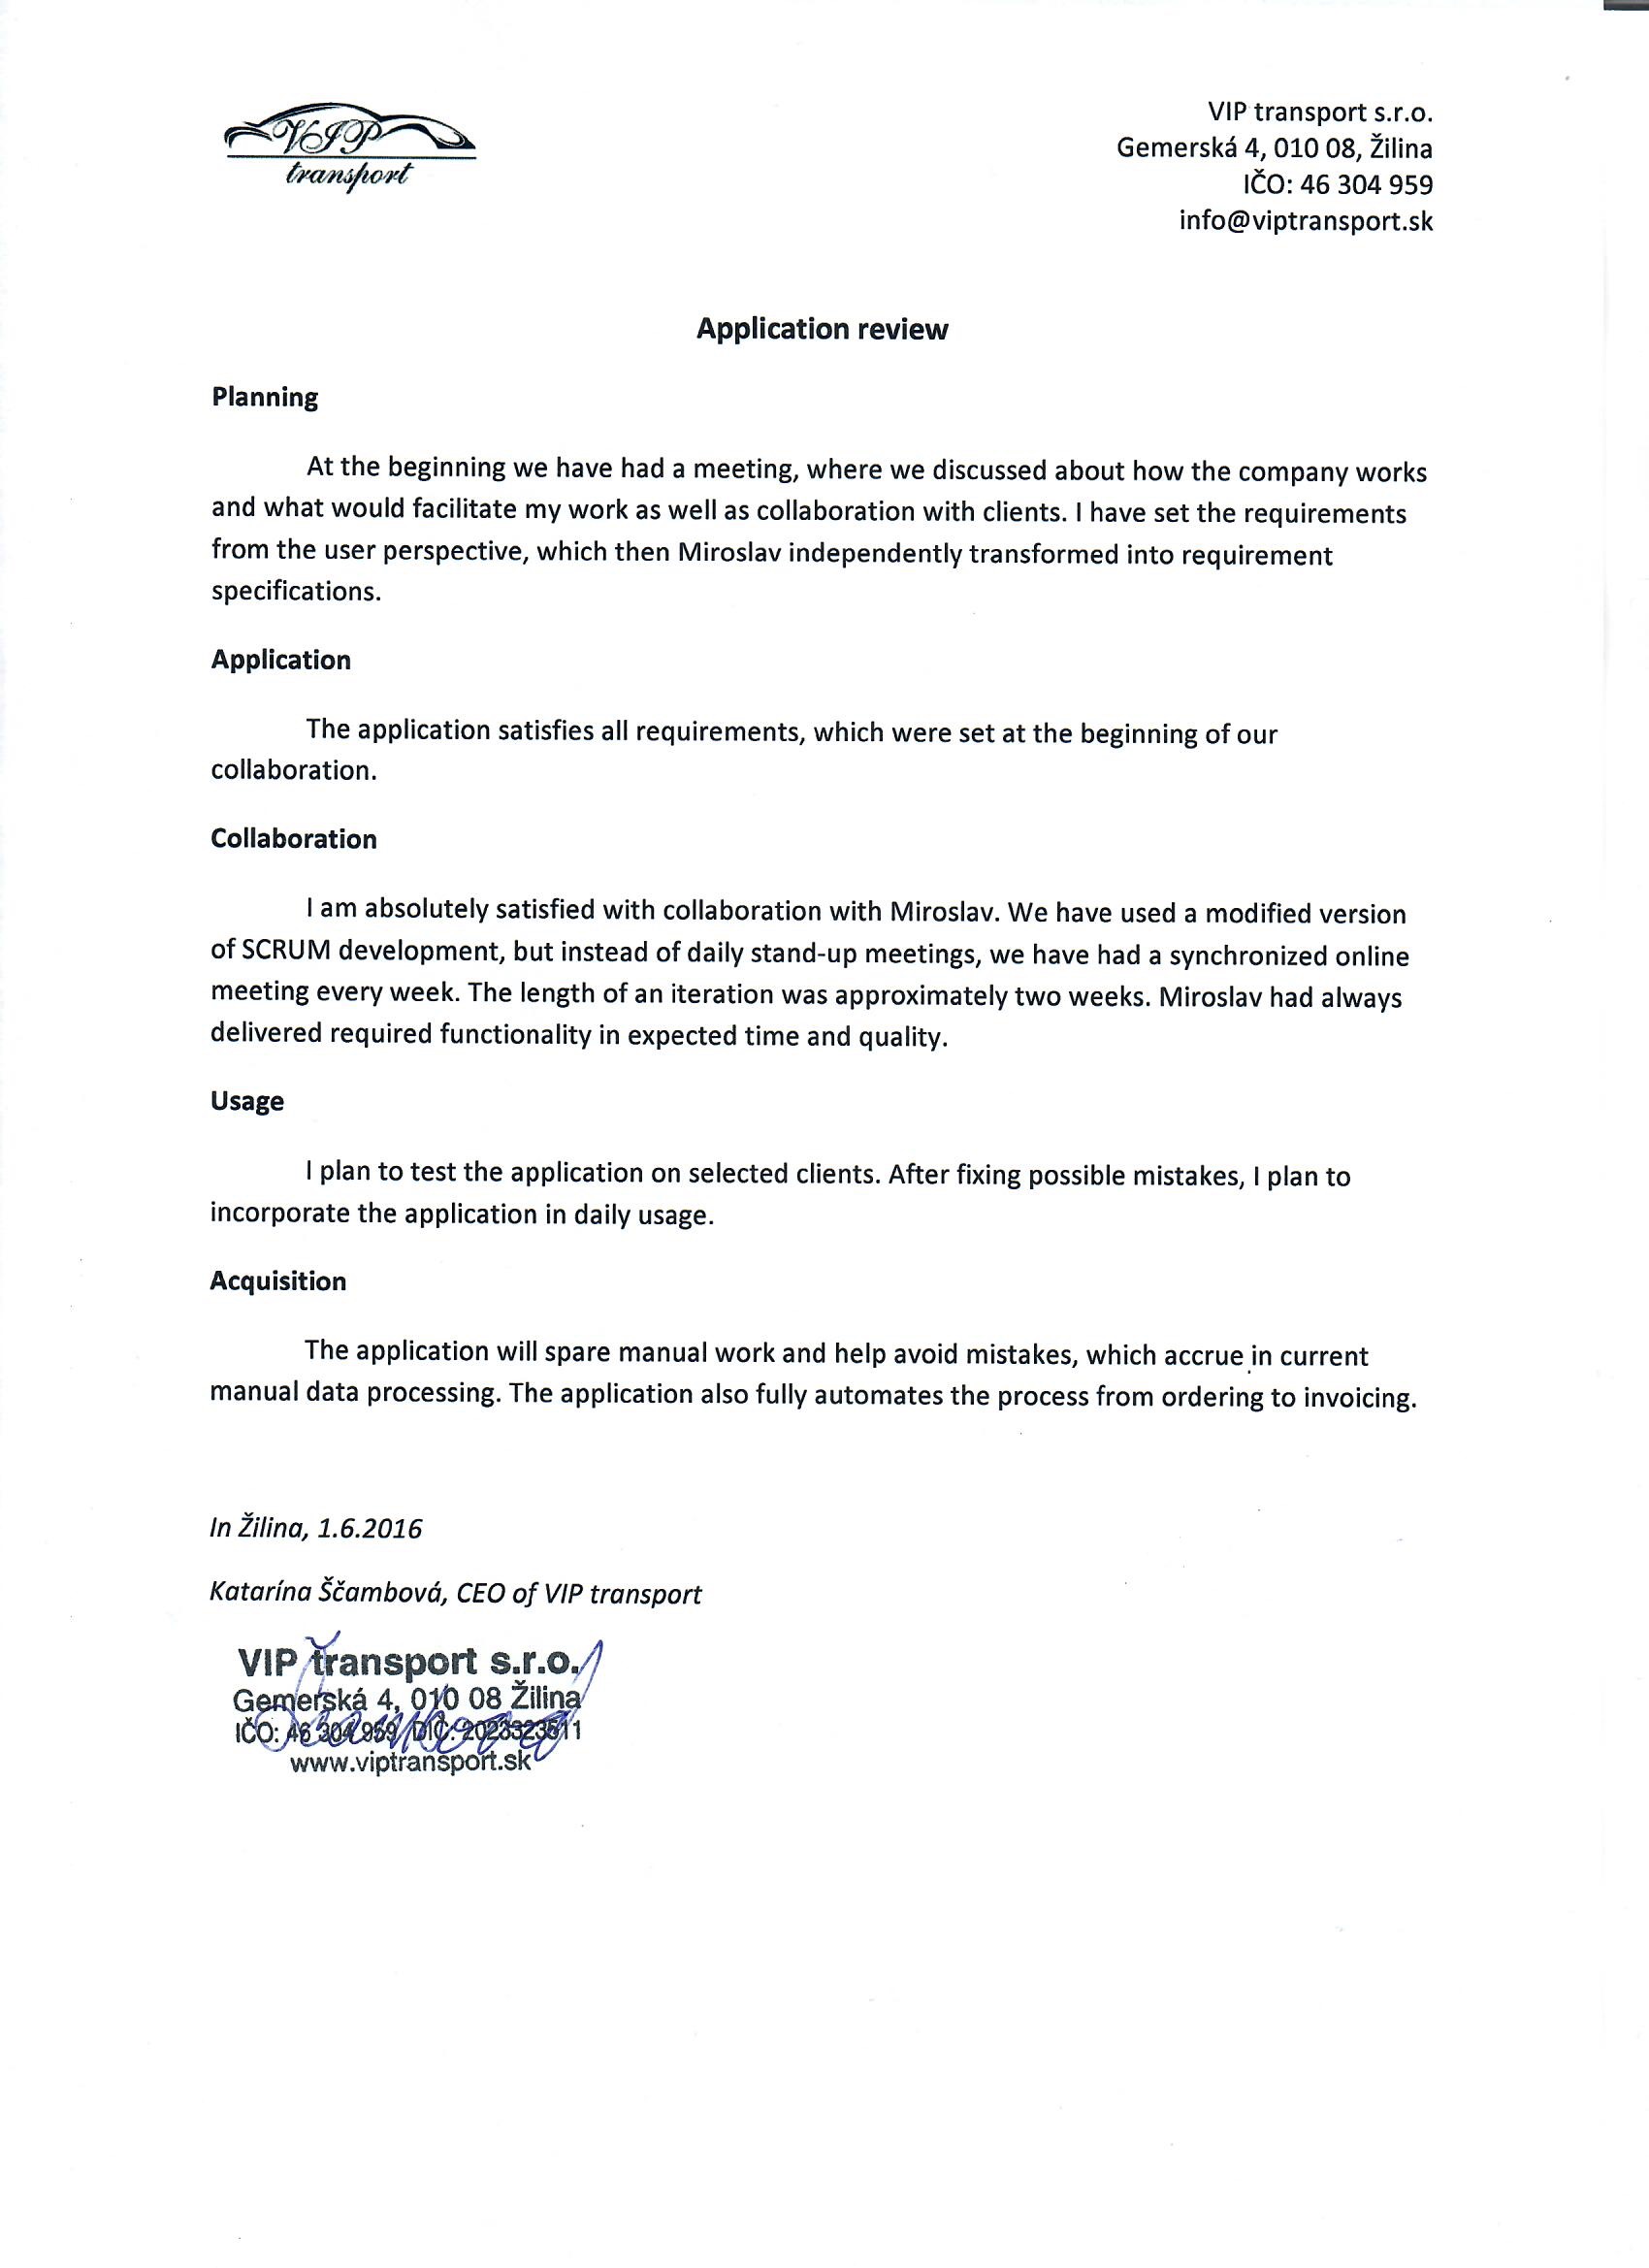 VIP
transport
VIP transport s.r.o.
Gemerská 4, 010 08, Žilina
IČO: 46 304 959
info@viptransport.sk
Application review
Planning
At the beginning we have had a meeting, where we discussed about how the company works
and what would facilitate my work as well as collaboration with clients. I have set the requirements
from the user perspective, which then Miroslav independently transformed into requirement
specifications.
Application
The application satisfies all requirements, which were set at the beginning of our
collaboration.
Collaboration
I am absolutely satisfied with collaboration with Miroslav. We have used a modified version
of SCRUM development, but instead of daily stand-up meetings, we have had a synchronized online
meeting every week. The length of an iteration was approximately two weeks. Miroslav had always
delivered required functionality in expected time and quality.
Usage
I plan to test the application on selected clients. After fixing possible mistakes, I plan to
incorporate the application in daily usage.
Acquisition
The application will spare manual work and help avoid mistakes, which accrue in current
manual data processing. The application also fully automates the process from ordering to invoicing.
In Žilina, 1.6.2016
Katarína Ščambová, CEO of VIP transport
VIP transport s.r.o.
Gemerská 4, 010 08 Žilina
IČO: 46 304 959, DIČ:
www.viptransport.sk